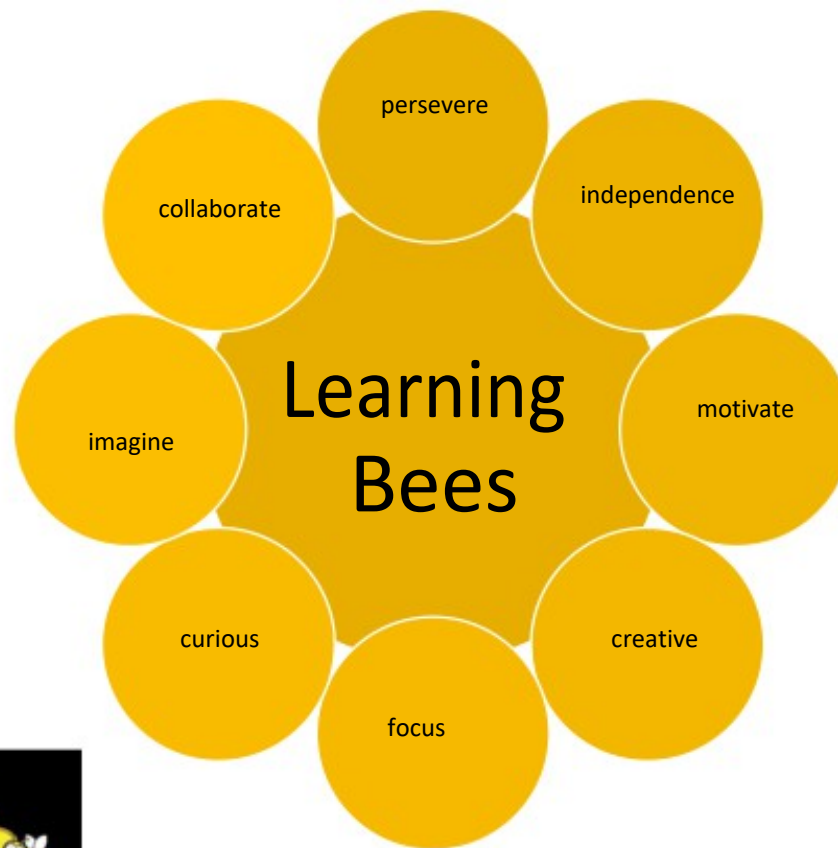 persevere
independence
collaborate
motivate
Learning
Bees
imagine
creative
curious
focus